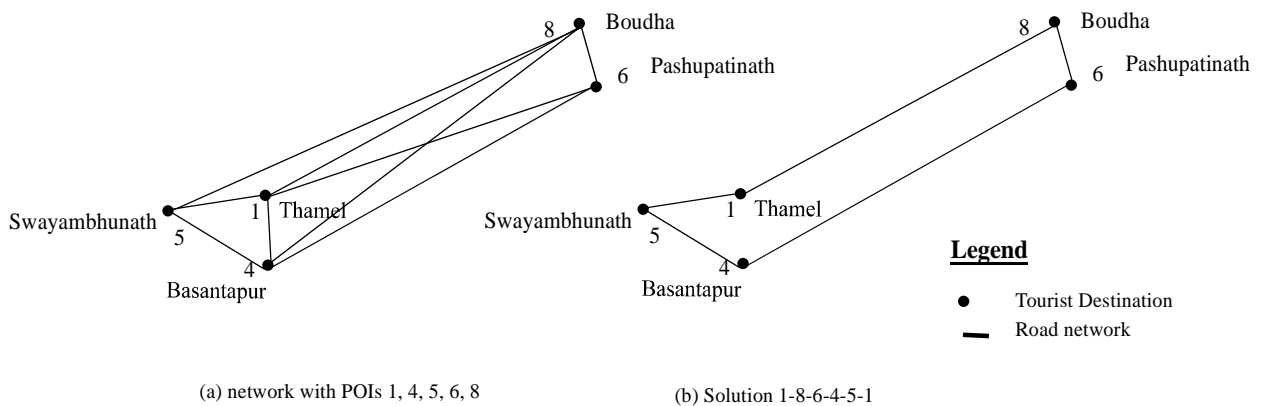 8 Boudha
6 Pashupatinath
Swayambhunath
5
1 Thamel
4
Basantapur
(a) network with POIs 1, 4, 5, 6, 8
8 Boudha
6 Pashupatinath
Swayambhunath
5
1 Thamel
4
Basantapur
(b) Solution 1-8-6-4-5-1
Legend
Tourist Destination
Road network